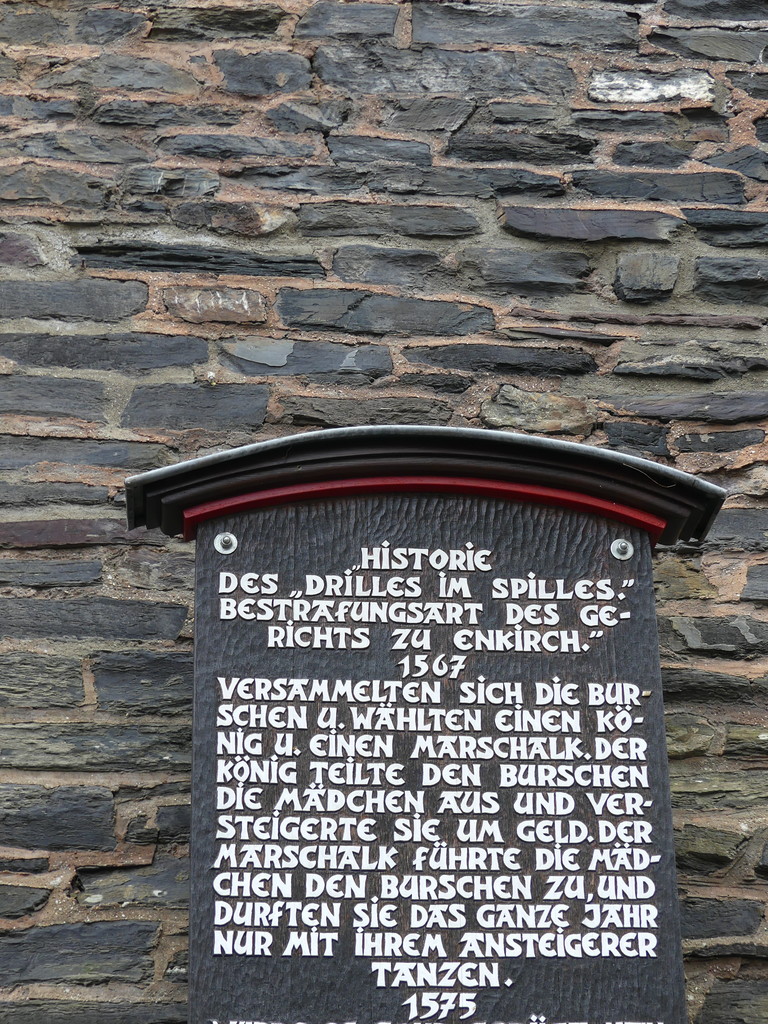 „HISTORIE
DES „DRILLES IM SPILLES.”
BESTRAFUNGSART DES GE-
RICHTS ZU ENKIRCH.”
1567
VERSAMMELTEN SICH DIE BUR-
SCHEN U. WÄHLTEN EINEN KÖ-
NIG U. EINEN MARSCHALK. DER
KÖNIG TEILTE DEN BURSCHEN
DIE MÄDCHEN AUS UND VER-
STEIGERTE SIE UM GELD. DER
MARSCHALK FÜHRTE DIE MÄD-
CHEN DEN BURSCHEN ZU, UND
DURFTEN SIE DAS GANZE JAHR
NUR MIT IHREM ANSTEIGERER
TANZEN.
1575